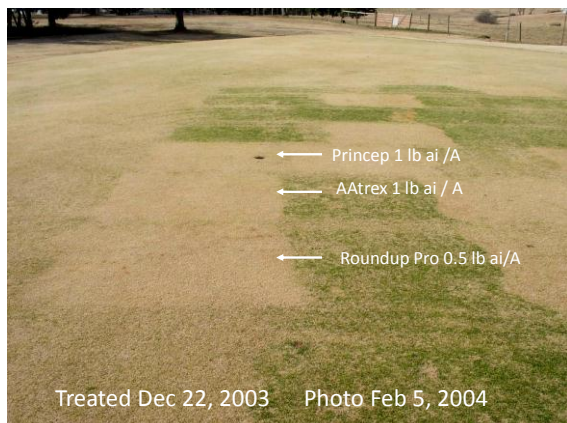 Princep 1 lb ai /A
AAtrex 1 lb ai / A
Roundup Pro 0.5 lb ai/A
Treated Dec 22, 2003 Photo Feb 5, 2004